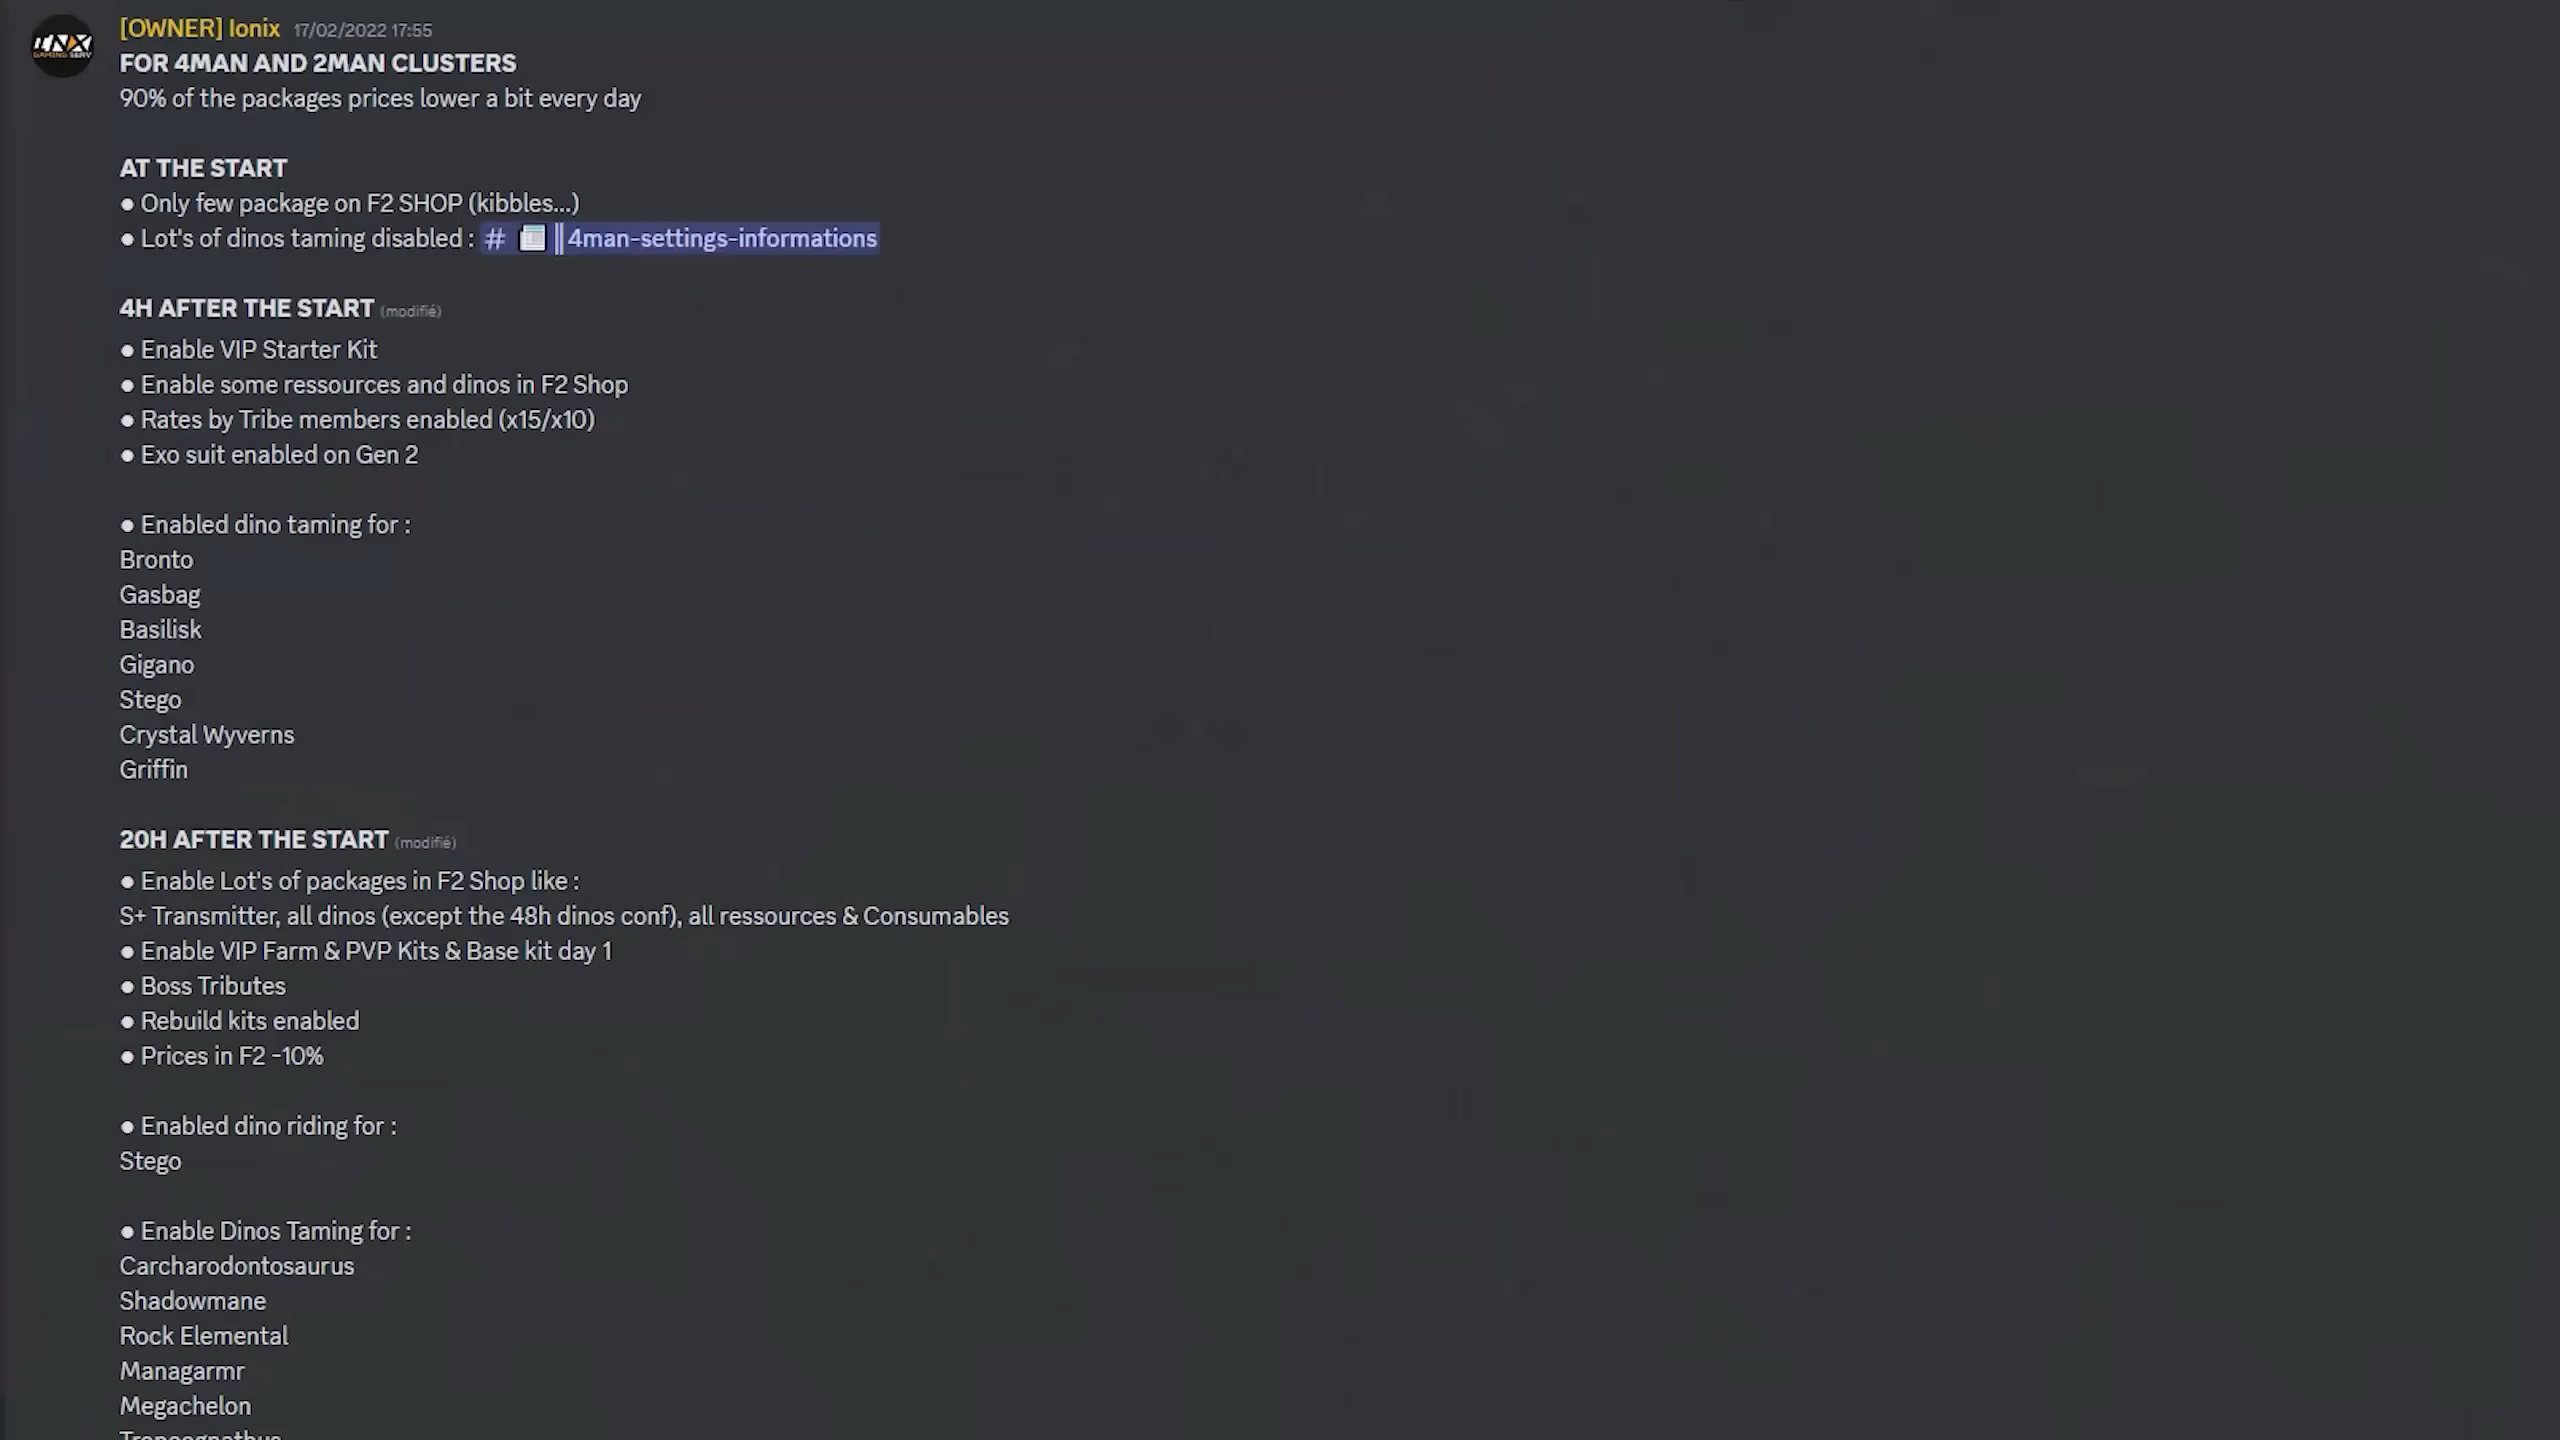 [OWNER] Ionix 17/02/2022 17:55
FOR 4MAN AND 2MAN CLUSTERS
90% of the packages prices lower a bit every day
AT THE START
● Only few package on F2 SHOP (kibbles...)
● Lot's of dinos taming disabled : # ║4man-settings-informations
4H AFTER THE START (modifié)
● Enable VIP Starter Kit
● Enable some ressources and dinos in F2 Shop
● Rates by Tribe members enabled (x15/x10)
● Exo suit enabled on Gen 2
● Enabled dino taming for :
Bronto
Gasbag
Basilisk
Gigano
Stego
Crystal Wyverns
Griffin
20H AFTER THE START (modifié)
● Enable Lot's of packages in F2 Shop like :
S+ Transmitter, all dinos (except the 48h dinos conf), all ressources & Consumables
● Enable VIP Farm & PVP Kits & Base kit day 1
● Boss Tributes
● Rebuild kits enabled
● Prices in F2 -10%
● Enabled dino riding for :
Stego
● Enable Dinos Taming for :
Carcharodontosaurus
Shadowmane
Rock Elemental
Managarmr
Megachelon